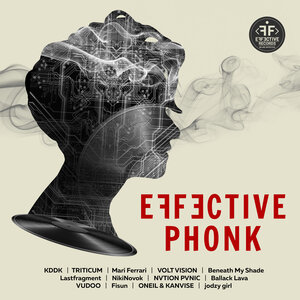 EFFECTIVE
RECORDS
EFFECTIVE
PHONK
KDDK | TRITICUM | Mari Ferrari | VOLT VISION | Beneath My Shade
Lastfragment | NikiNovok | NVTION PVNIC | Ballack Lava
VUDOO | Fisun | ONEIL & KANVISE | jodzy girl